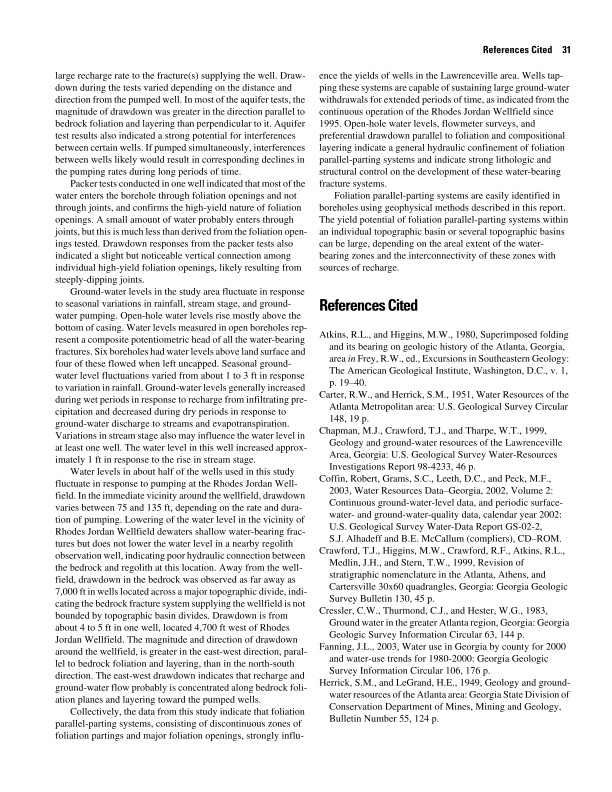 References Cited 31
large recharge rate to the fracture(s) supplying the well. Draw-
down during the tests varied depending on the distance and
direction from the pumped well. In most of the aquifer tests, the
magnitude of drawdown was greater in the direction parallel to
bedrock foliation and layering than perpendicular to it. Aquifer
test results also indicated a strong potential for interferences
between certain wells. If pumped simultaneously, interferences
between wells likely would result in corresponding declines in
the pumping rates during long periods of time.
Packer tests conducted in one well indicated that most of the
water enters the borehole through foliation openings and not
through joints, and confirms the high-yield nature of foliation
openings. A small amount of water probably enters through
joints, but this is much less than derived from the foliation open-
ings tested. Drawdown responses from the packer tests also
indicated a slight but noticeable vertical connection among
individual high-yield foliation openings, likely resulting from
steeply-dipping joints.
Ground-water levels in the study area fluctuate in response
to seasonal variations in rainfall, stream stage, and ground-
water pumping. Open-hole water levels rise mostly above the
bottom of casing. Water levels measured in open boreholes rep-
resent a composite potentiometric head of all the water-bearing
fractures. Six boreholes had water levels above land surface and
four of these flowed when left uncapped. Seasonal ground-
water level fluctuations varied from about 1 to 3 ft in response
to variation in rainfall. Ground-water levels generally increased
during wet periods in response to recharge from infiltrating pre-
cipitation and decreased during dry periods in response to
ground-water discharge to streams and evapotranspiration.
Variations in stream stage also may influence the water level in
at least one well. The water level in this well increased approx-
imately 1 ft in response to the rise in stream stage.
Water levels in about half of the wells used in this study
fluctuate in response to pumping at the Rhodes Jordan Well-
field. In the immediate vicinity around the wellfield, drawdown
varies between 75 and 135 ft, depending on the rate and dura-
tion of pumping. Lowering of the water level in the vicinity of
Rhodes Jordan Wellfield dewaters shallow water-bearing frac-
tures but does not lower the water level in a nearby regolith
observation well, indicating poor hydraulic connection between
the bedrock and regolith at this location. Away from the well-
field, drawdown in the bedrock was observed as far away as
7,000 ft in wells located across a major topographic divide, indi-
cating the bedrock fracture system supplying the wellfield is not
bounded by topographic basin divides. Drawdown is from
about 4 to 5 ft in one well, located 4,700 ft west of Rhodes
Jordan Wellfield. The magnitude and direction of drawdown
around the wellfield, is greater in the east-west direction, paral-
lel to bedrock foliation and layering, than in the north-south
direction. The east-west drawdown indicates that recharge and
ground-water flow probably is concentrated along bedrock foli-
ation planes and layering toward the pumped wells.
Collectively, the data from this study indicate that foliation
parallel-parting systems, consisting of discontinuous zones of
foliation partings and major foliation openings, strongly influ-
ence the yields of wells in the Lawrenceville area. Wells tap-
ping these systems are capable of sustaining large ground-water
withdrawals for extended periods of time, as indicated from the
continuous operation of the Rhodes Jordan Wellfield since
1995. Open-hole water levels, flowmeter surveys, and
preferential drawdown parallel to foliation and compositional
layering indicate a general hydraulic confinement of foliation
parallel-parting systems and indicate strong lithologic and
structural control on the development of these water-bearing
fracture systems.
Foliation parallel-parting systems are easily identified in
boreholes using geophysical methods described in this report.
The yield potential of foliation parallel-parting systems within
an individual topographic basin or several topographic basins
can be large, depending on the areal extent of the water-
bearing zones and the interconnectivity of these zones with
sources of recharge.
References Cited
Atkins, R.L., and Higgins, M.W., 1980, Superimposed folding
and its bearing on geologic history of the Atlanta, Georgia,
area in Frey, R.W., ed., Excursions in Southeastern Geology:
The American Geological Institute, Washington, D.C., v. 1,
p. 19–40.
Carter, R.W., and Herrick, S.M., 1951, Water Resources of the
Atlanta Metropolitan area: U.S. Geological Survey Circular
148, 19 p.
Chapman, M.J., Crawford, T.J., and Tharpe, W.T., 1999,
Geology and ground-water resources of the Lawrenceville
Area, Georgia: U.S. Geological Survey Water-Resources
Investigations Report 98-4233, 46 p.
Coffin, Robert, Grams, S.C., Leeth, D.C., and Peck, M.F.,
2003, Water Resources Data–Georgia, 2002, Volume 2:
Continuous ground-water-level data, and periodic surface-
water- and ground-water-quality data, calendar year 2002:
U.S. Geological Survey Water-Data Report GS-02-2,
S.J. Alhadeff and B.E. McCallum (compliers), CD–ROM.
Crawford, T.J., Higgins, M.W., Crawford, R.F., Atkins, R.L.,
Medlin, J.H., and Stern, T.W., 1999, Revision of
stratigraphic nomenclature in the Atlanta, Athens, and
Cartersville 30x60 quadrangles, Georgia: Georgia Geologic
Survey Bulletin 130, 45 p.
Cressler, C.W., Thurmond, C.J., and Hester, W.G., 1983,
Ground water in the greater Atlanta region, Georgia: Georgia
Geologic Survey Information Circular 63, 144 p.
Fanning, J.L., 2003, Water use in Georgia by county for 2000
and water-use trends for 1980-2000: Georgia Geologic
Survey Information Circular 106, 176 p.
Herrick, S.M., and LeGrand, H.E., 1949, Geology and ground-
water resources of the Atlanta area: Georgia State Division of
Conservation Department of Mines, Mining and Geology,
Bulletin Number 55, 124 p.